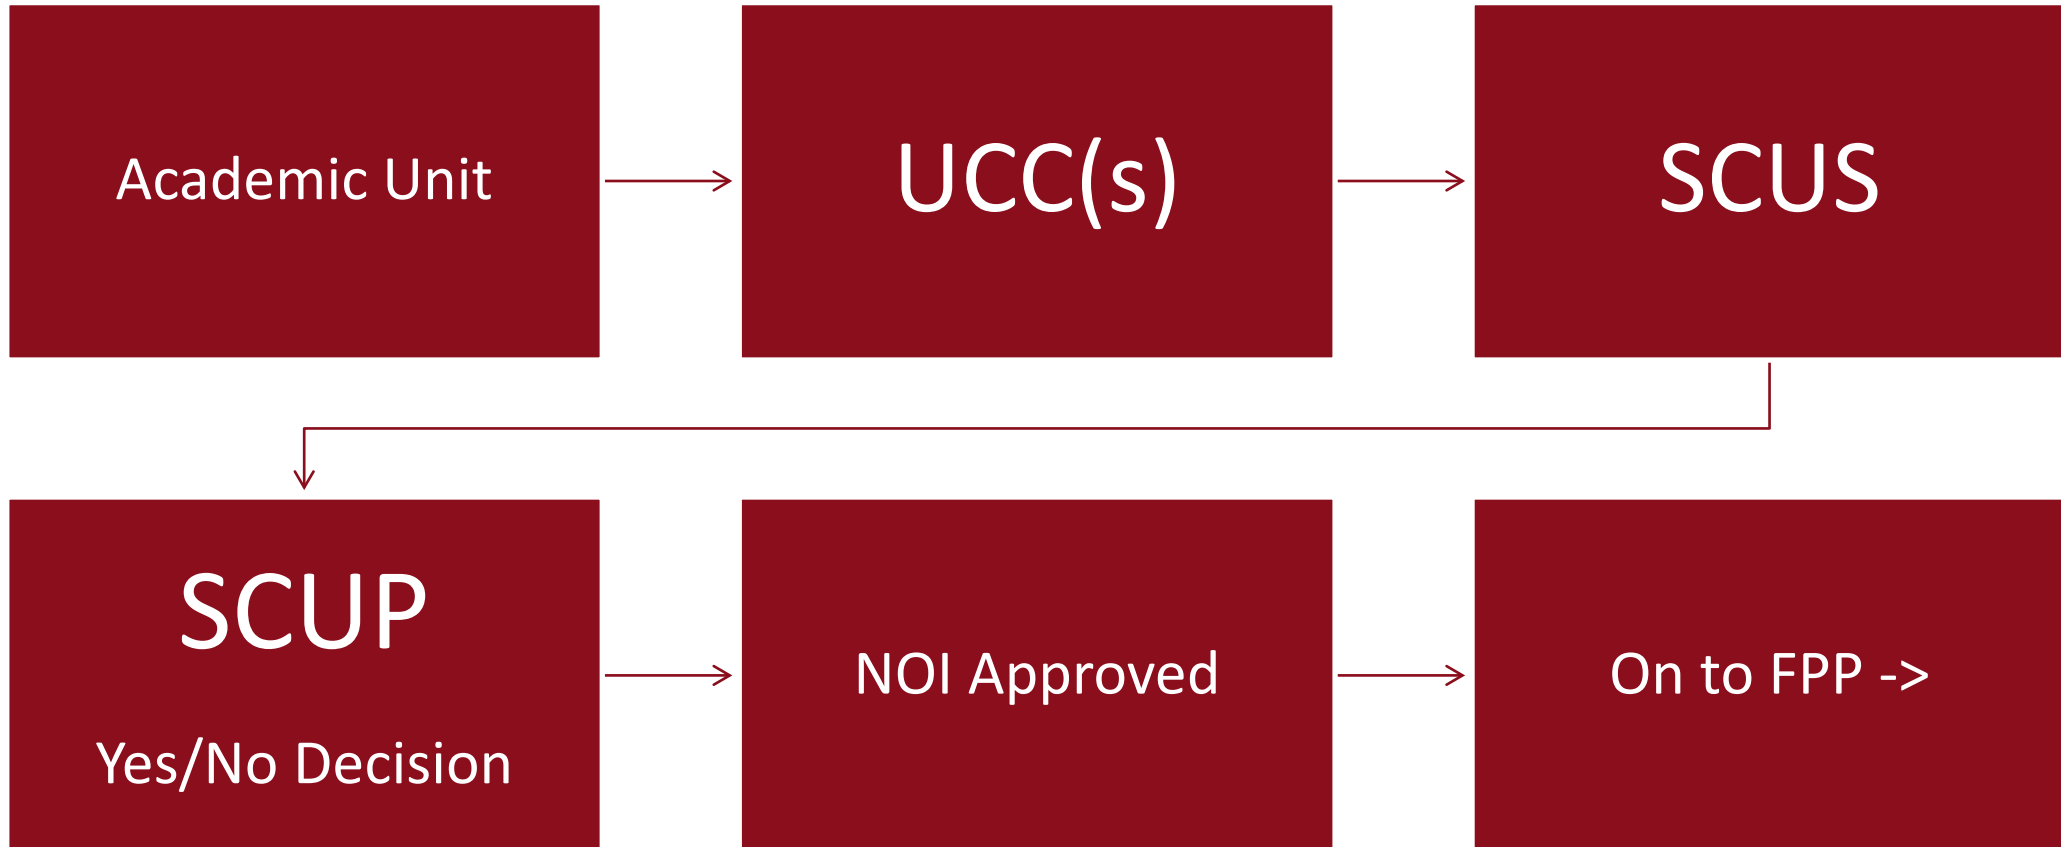 Academic Unit
UCC(s)
SCUS
SCUP
Yes/No Decision
NOI Approved
On to FPP ->